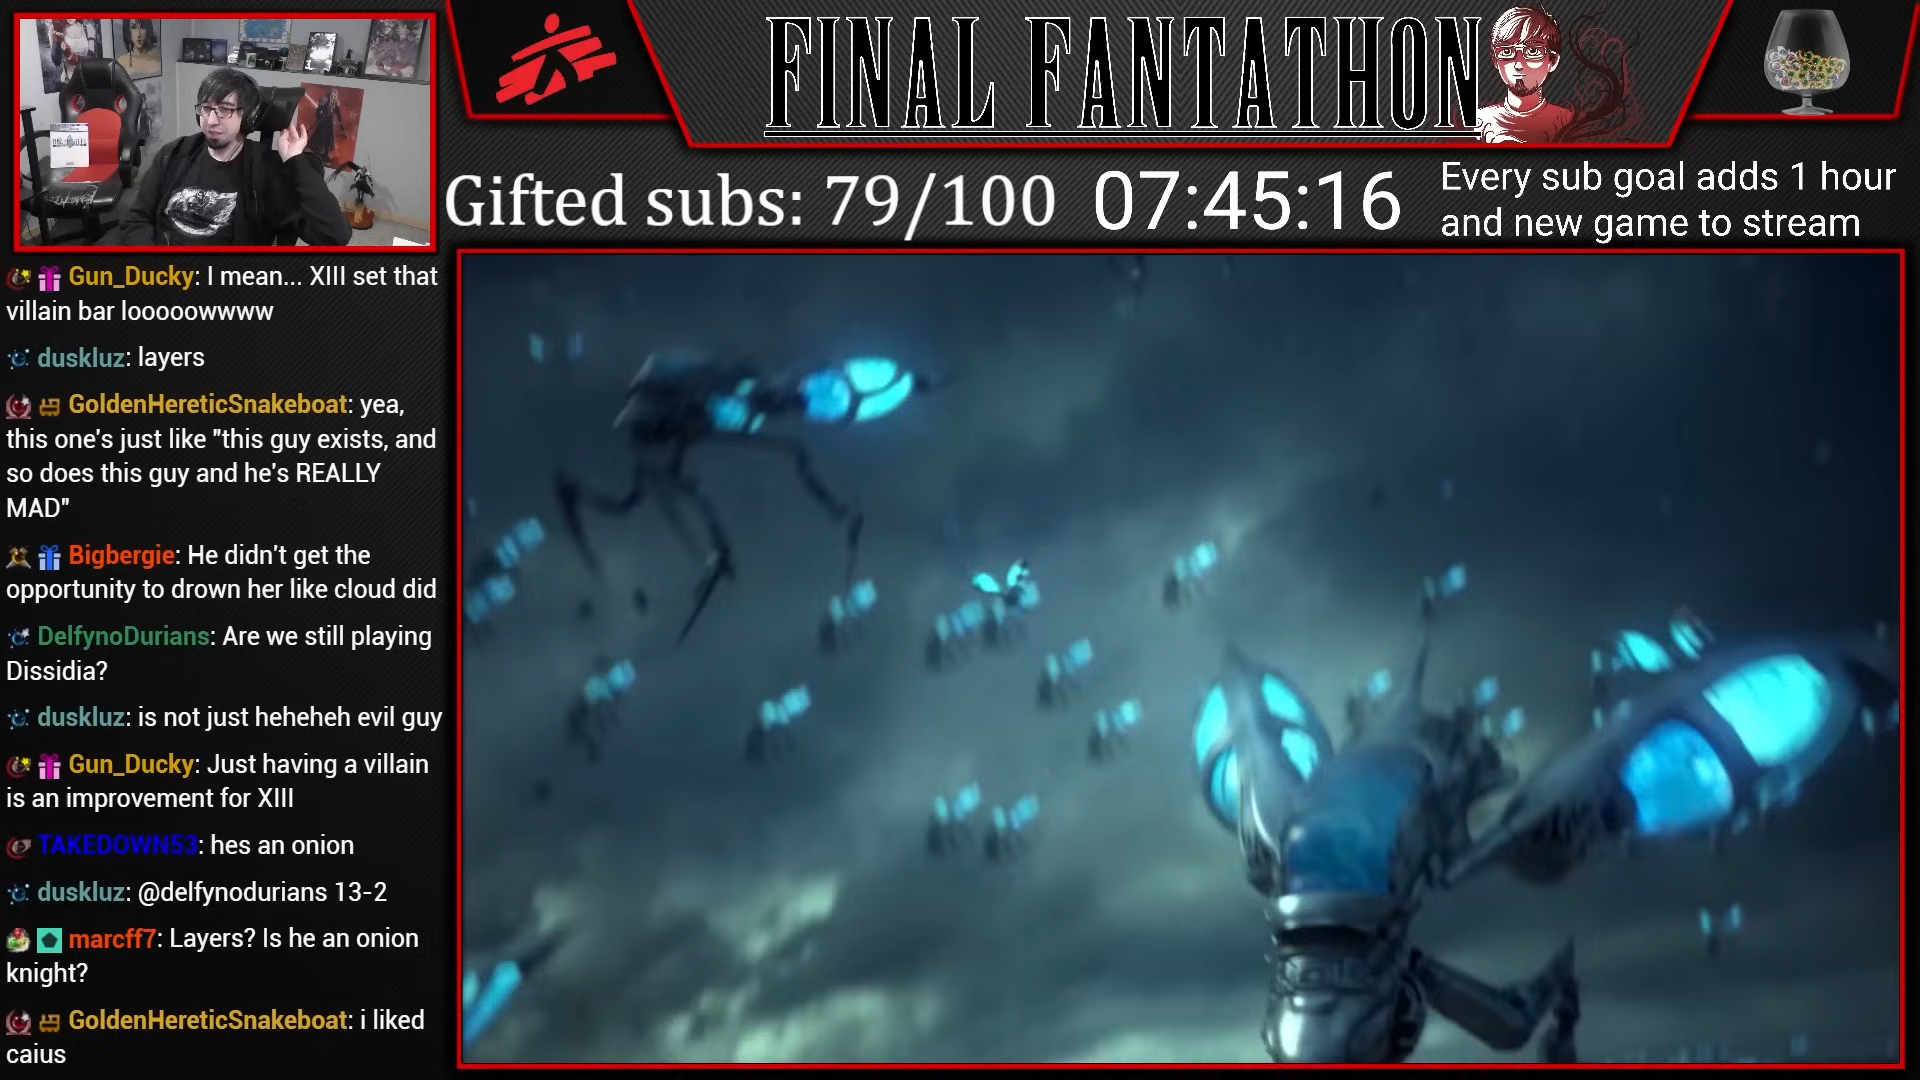 FINAL FANTATHON
Gifted subs: 79/100
07:45:16
Every sub goal adds 1 hour
and new game to stream
Gun_Ducky: I mean... XIII set that
villain bar looooowwww
duskluz: layers
GoldenHereticSnakeboat: yea,
this one's just like "this guy exists, and
so does this guy and he's REALLY
MAD"
Bigbergie: He didn't get the
opportunity to drown her like cloud did
DelfynoDurians: Are we still playing
Dissidia?
duskluz: is not just heheheh evil guy
Gun_Ducky: Just having a villain
is an improvement for XIII
TAKEDOWN53: hes an onion
duskluz: @delfynodurians 13-2
marcff7: Layers? Is he an onion
knight?
GoldenHereticSnakeboat: i liked
caius